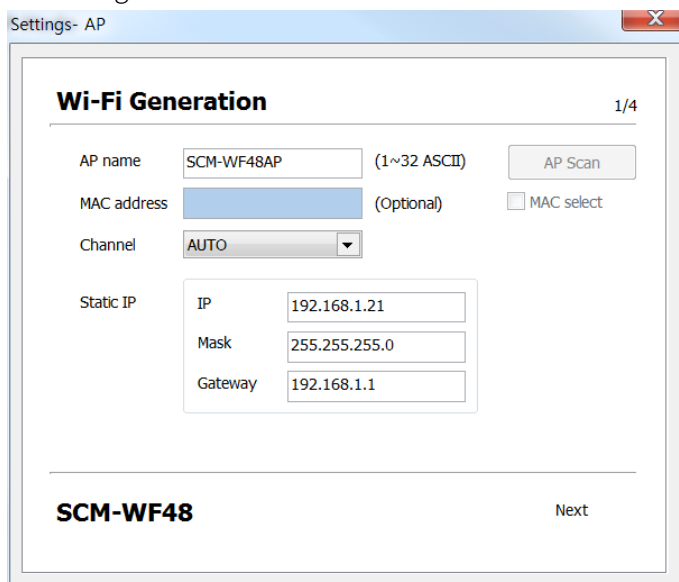 Settings- AP
X
Wi-Fi Generation
1/4
AP name SCM-WF48AP (1~32 ASCII) AP Scan
MAC address (Optional) MAC select
Channel AUTO
Static IP IP 192.168.1.21
Mask 255.255.255.0
Gateway 192.168.1.1
SCM-WF48
Next